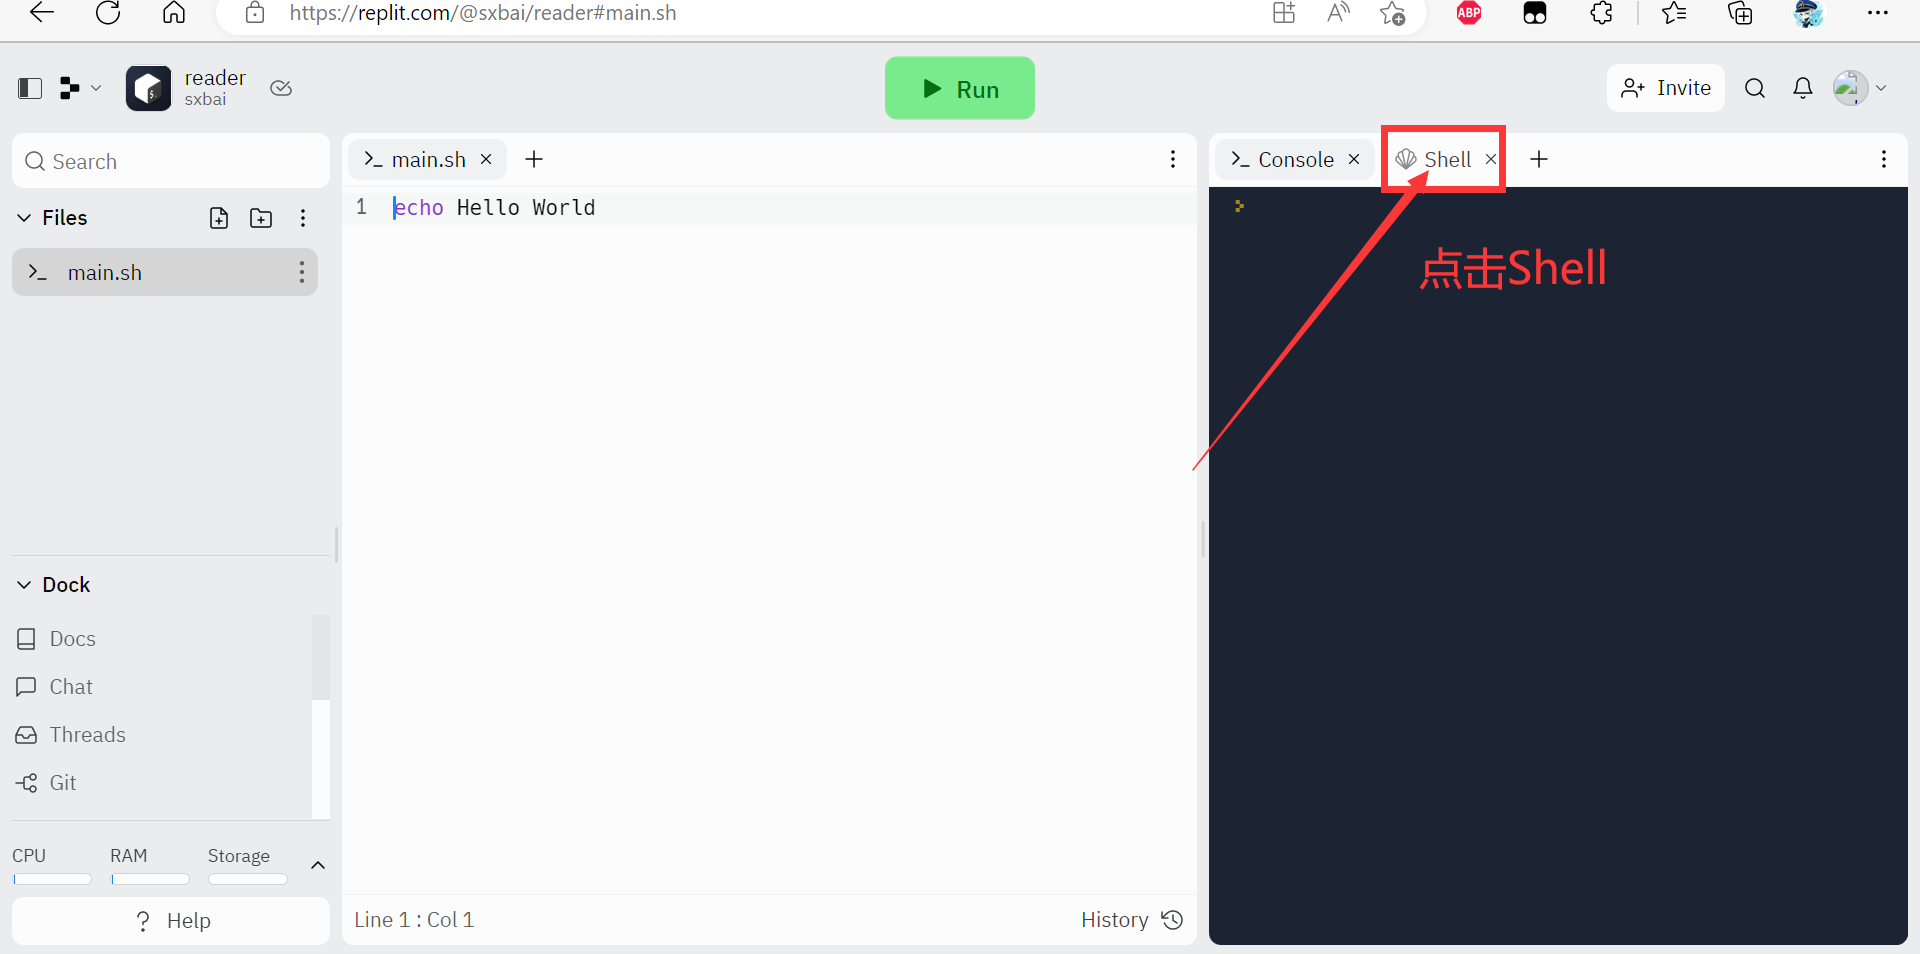 https://replit.com/@sxbai/reader#main.sh
ABP
reader
sxbai
Run
Invite
Search
Files
main.sh
Dock
Docs
Chat
Threads
Git
CPU RAM Storage
? Help
main.sh
1 echo Hello World
Line 1 : Col 1
History
Console
Shell
点击Shell